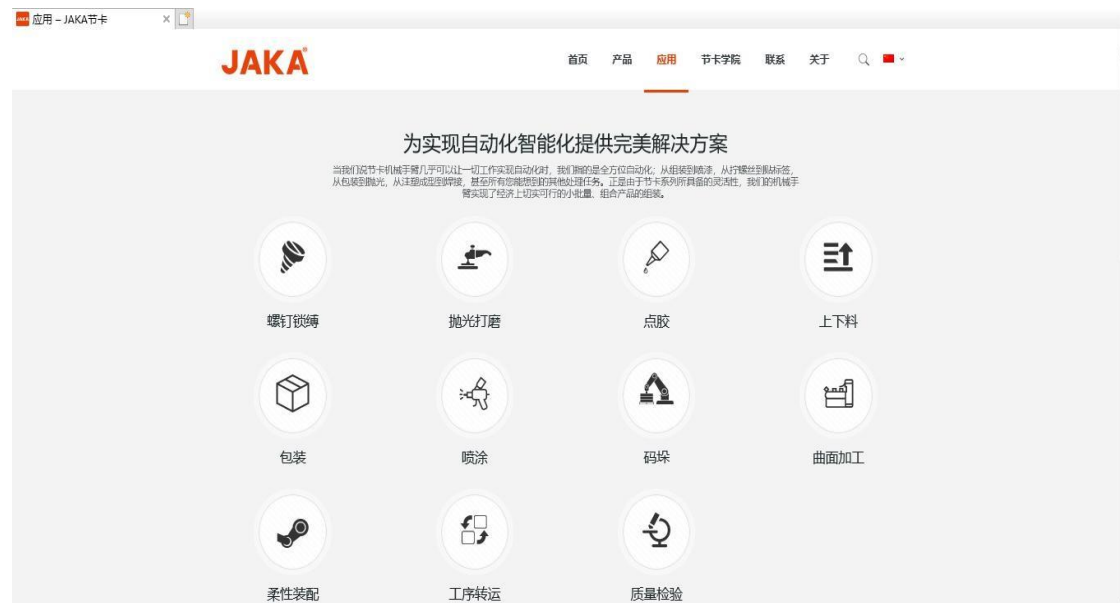 应用 – JAKA节卡
JAKA
首页 产品 应用 节卡学院 联系 关于
为实现自动化智能化提供完美解决方案
当我们说节卡机械手臂几乎可以让一切工作实现自动化时，我们指的是全方位自动化；从组装到喷漆，从拧螺丝到贴标签，
从包装到抛光，从注塑成型到焊接，甚至所有您能想到的其他处理任务。正是由于节卡系列所具备的灵活性，我们的机械手
臂实现了经济上切实可行的小批量、组合产品的组装。
螺钉锁缚 抛光打磨 点胶 上下料
包装 喷涂 码垛 曲面加工
柔性装配 工序转运 质量检验